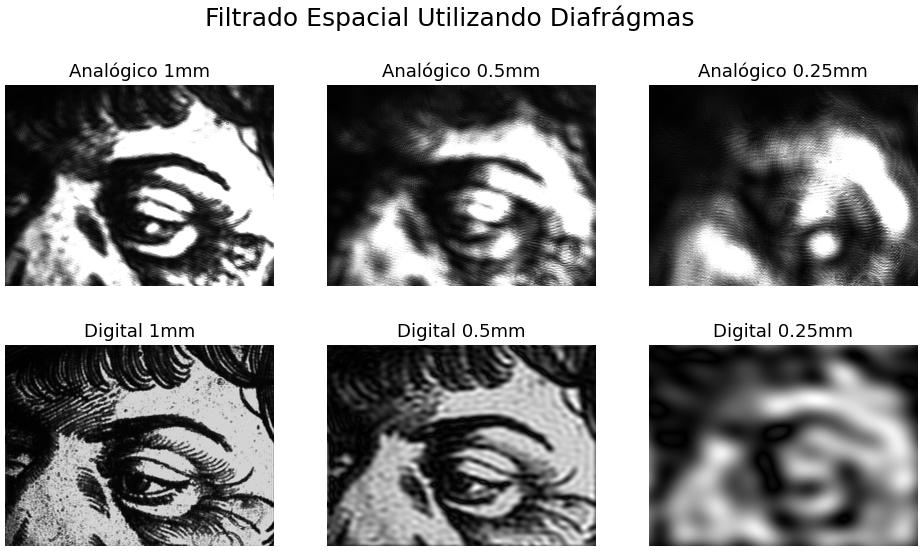 Filtrado Espacial Utilizando Diafrágmas
Analógico 1mm
Analógico 0.5mm
Analógico 0.25mm
Digital 1mm
Digital 0.5mm
Digital 0.25mm